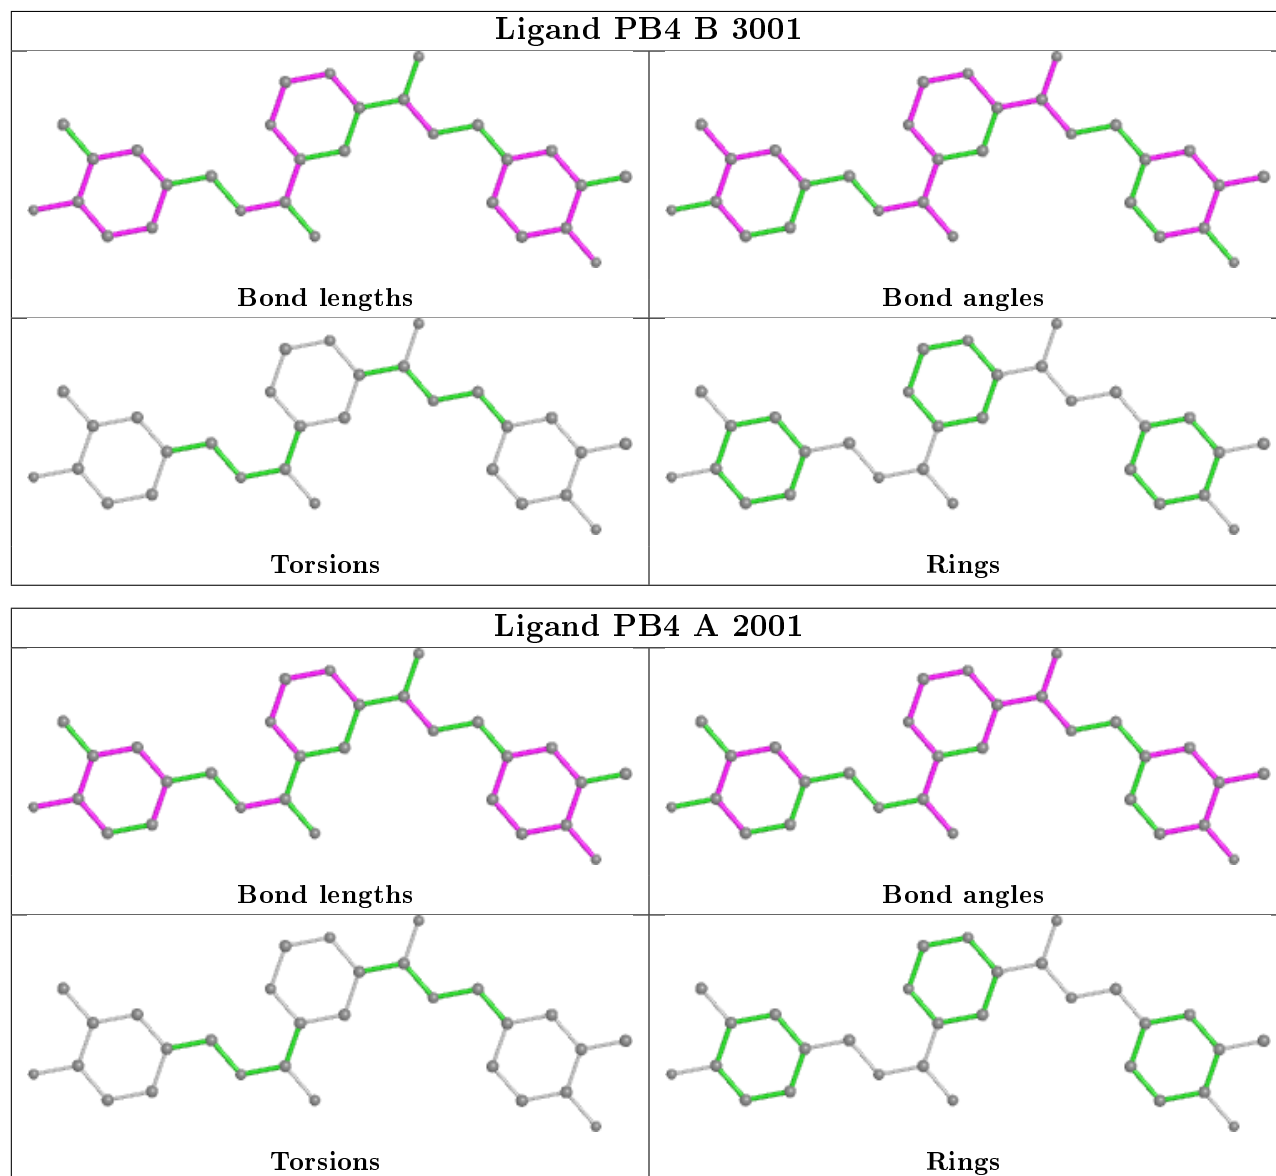 Ligand PB4 B 3001
Bond lengths
Bond angles
Torsions
Rings
Ligand PB4 A 2001
Bond lengths
Bond angles
Torsions
Rings